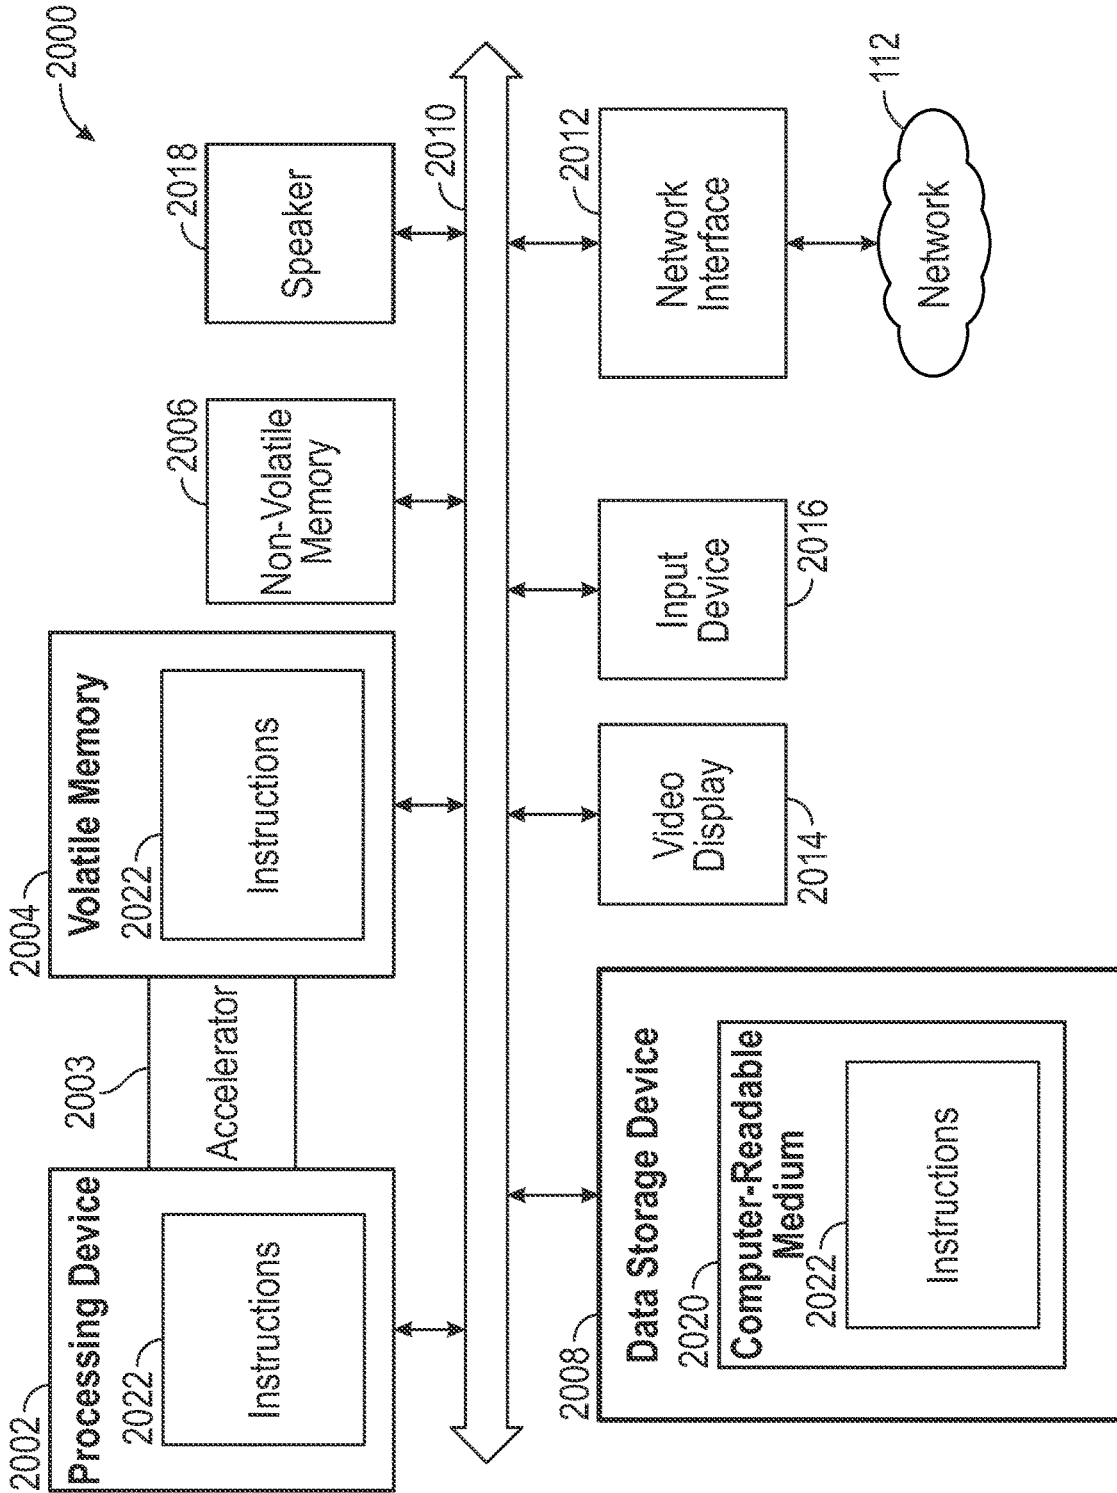 2000
2002
Processing Device
2022
Instructions
2003
Accelerator
2004
Volatile Memory
2022
Instructions
2006
Non-Volatile
Memory
2018
Speaker
2010
2008
Data Storage Device
2020
Computer-Readable
Medium
2022
Instructions
Video
Display
2014
Input
Device
2016
2012
Network
Interface
112
Network